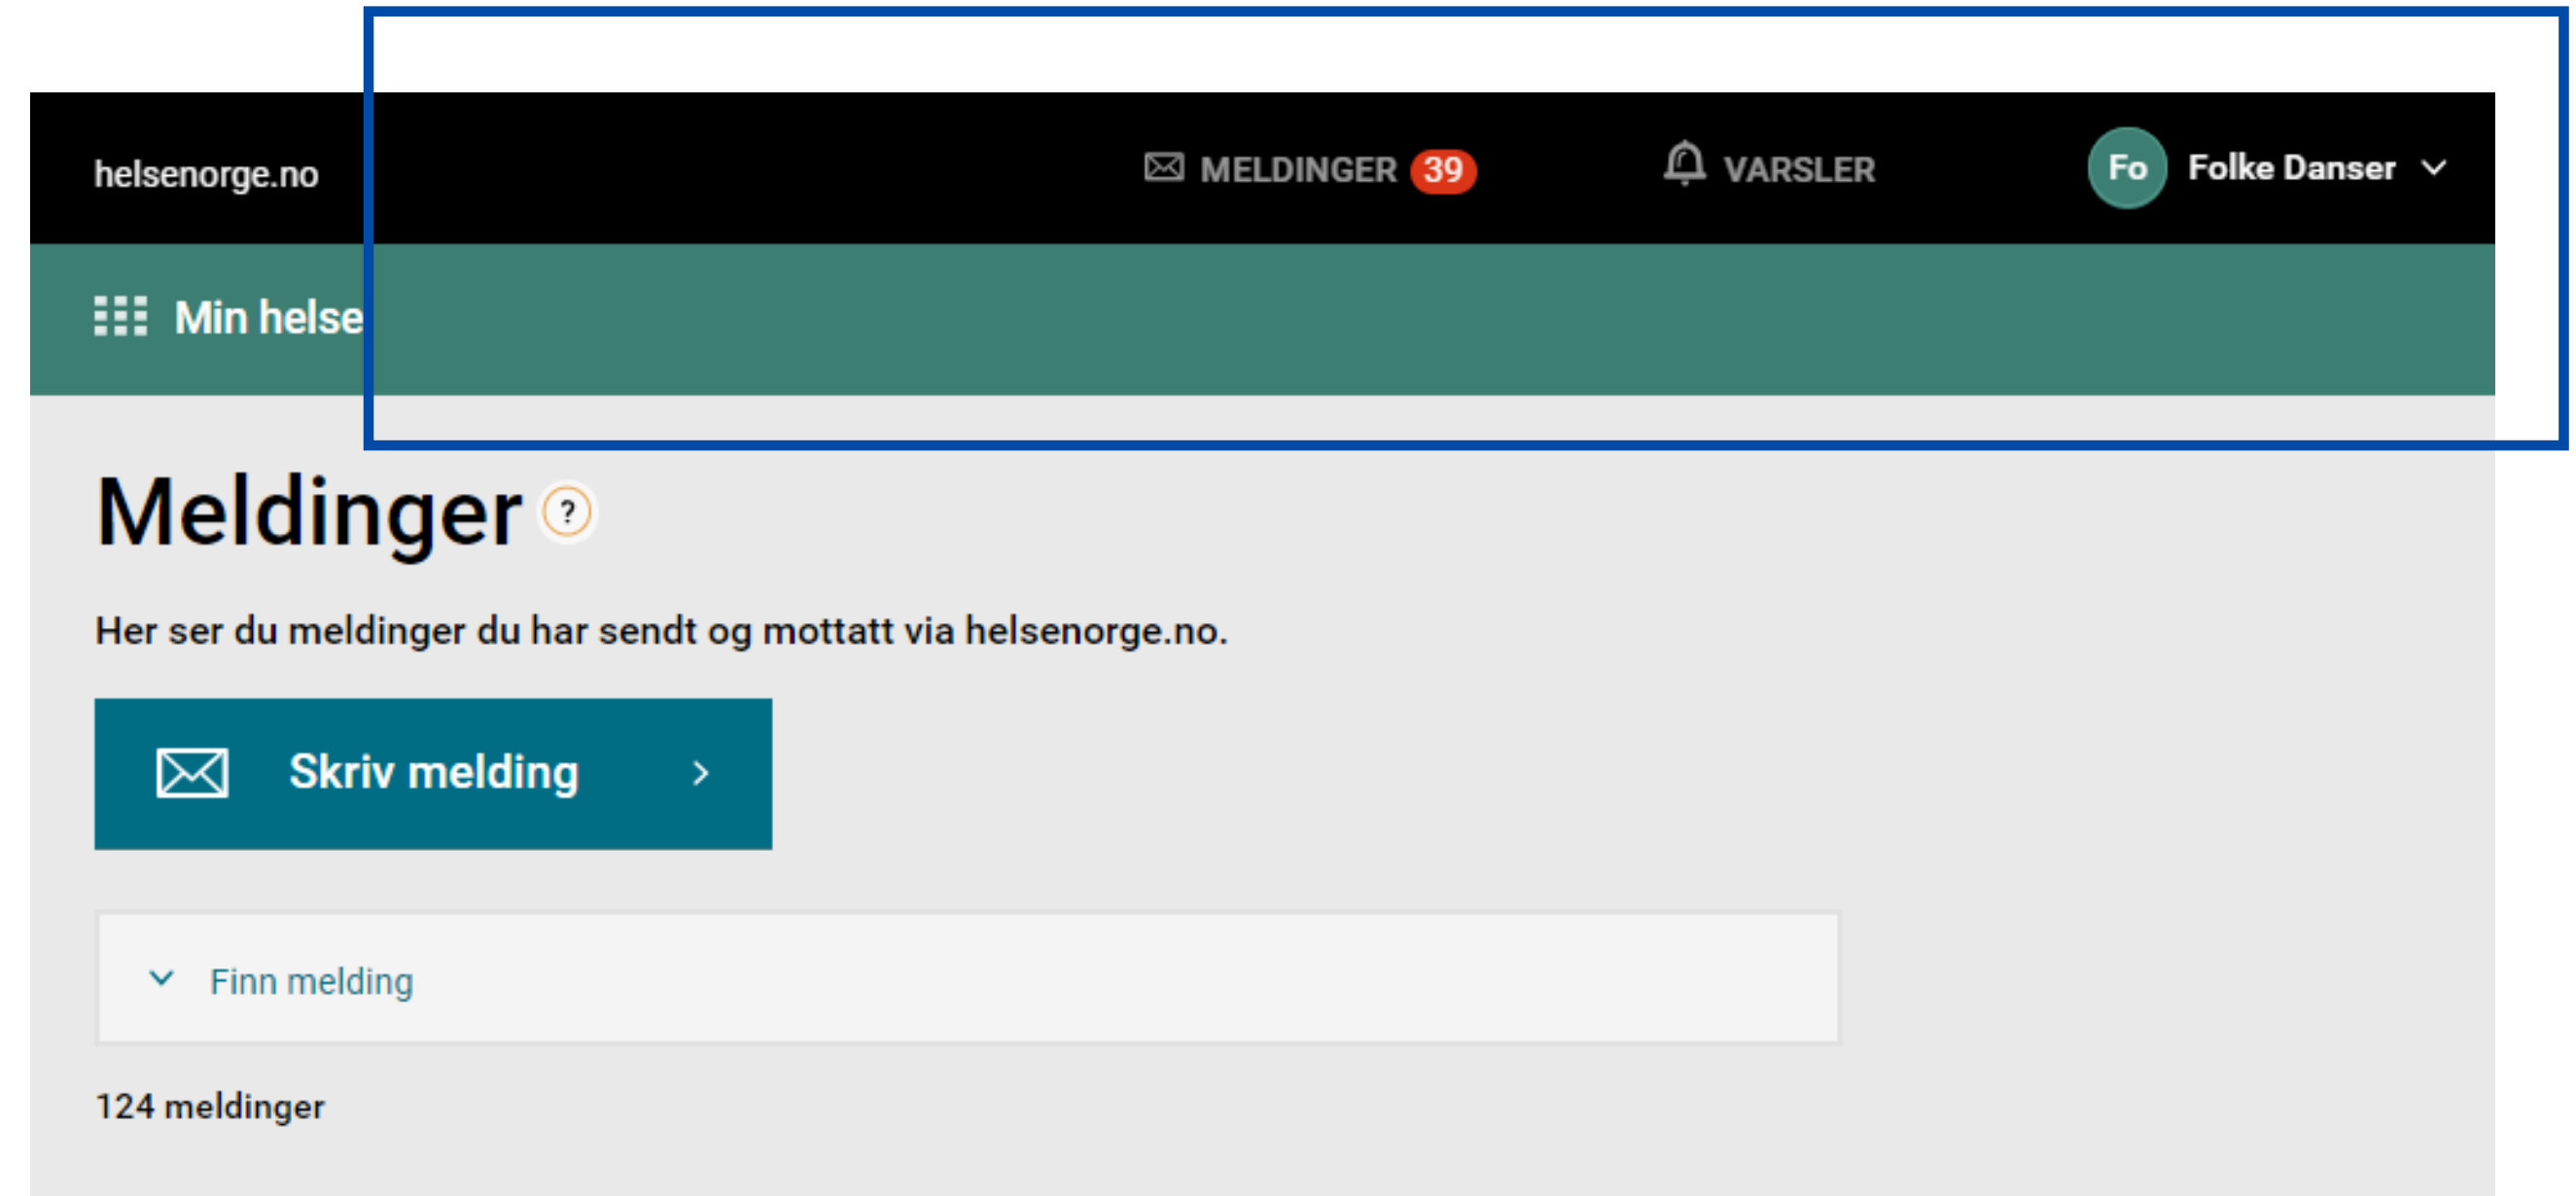 helsenorge.no
MELDINGER 39
VARSLER
Fo Folke Danser
Min helse
Meldinger ?
Her ser du meldinger du har sendt og mottatt via helsenorge.no.
Skriv melding
Finn melding
124 meldinger